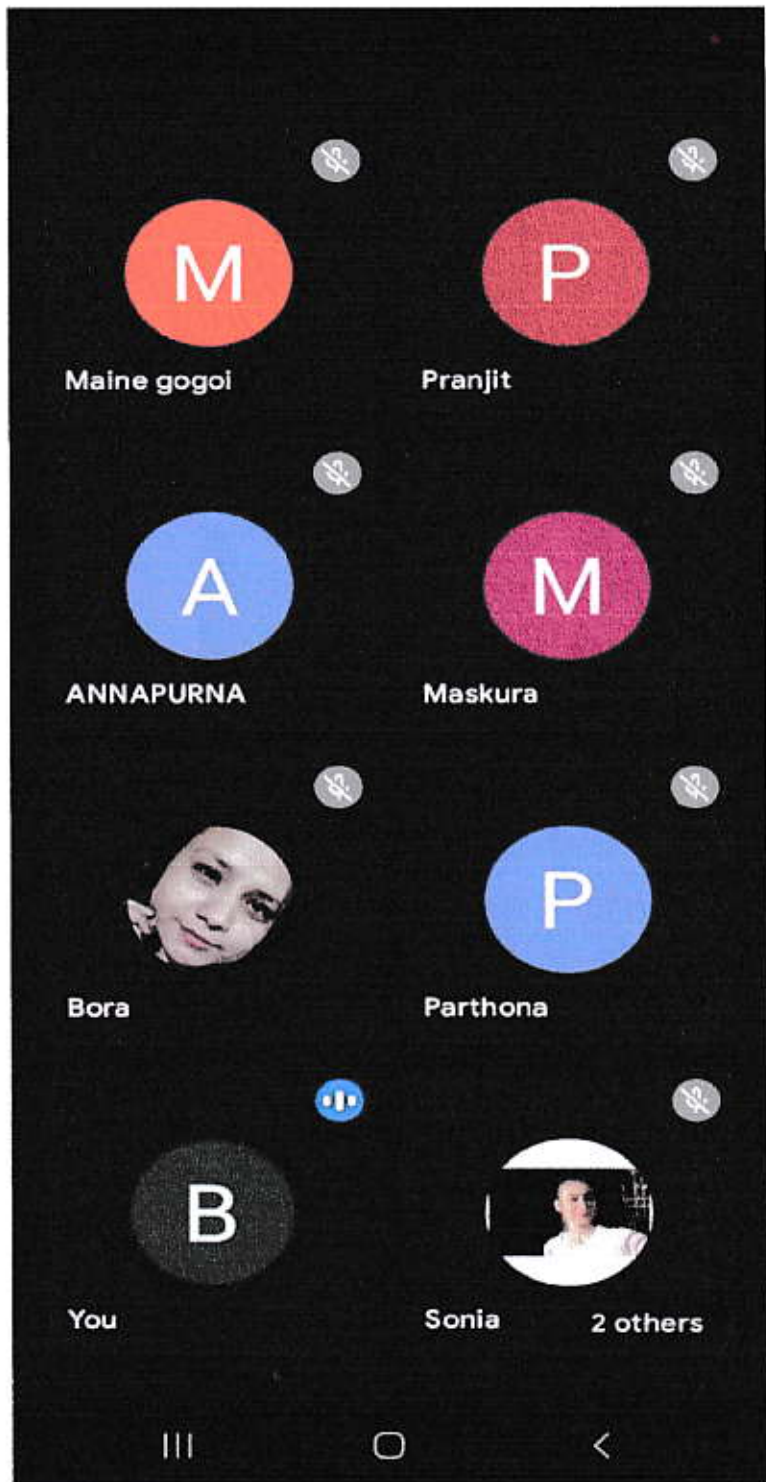 M P
Maine gogoi Pranjit
A M
ANNAPURNA Maskura
P
Bora Parthona
B
You Sonia 2 others